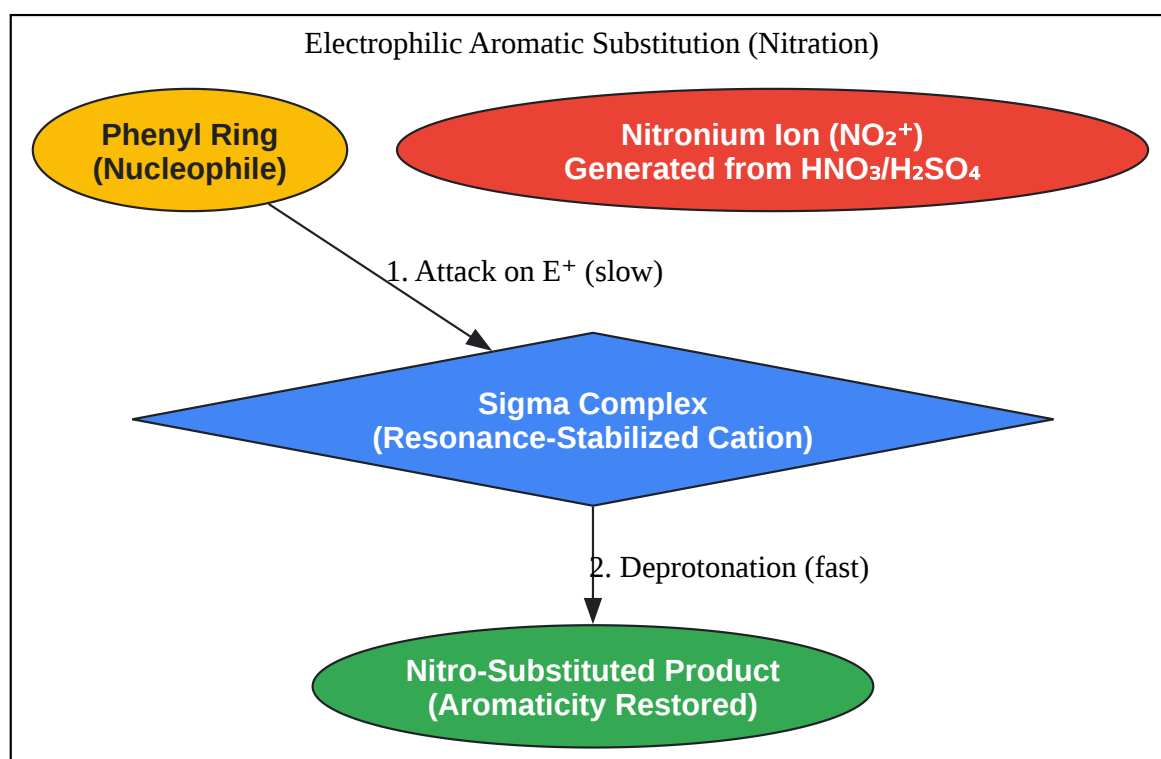 Electrophilic Aromatic Substitution (Nitration)
Phenyl Ring
(Nucleophile)
Nitronium Ion (NO₂⁺)
Generated from HNO₃/H₂SO₄
1. Attack on E⁺ (slow)
Sigma Complex
(Resonance-Stabilized Cation)
2. Deprotonation (fast)
Nitro-Substituted Product
(Aromaticity Restored)